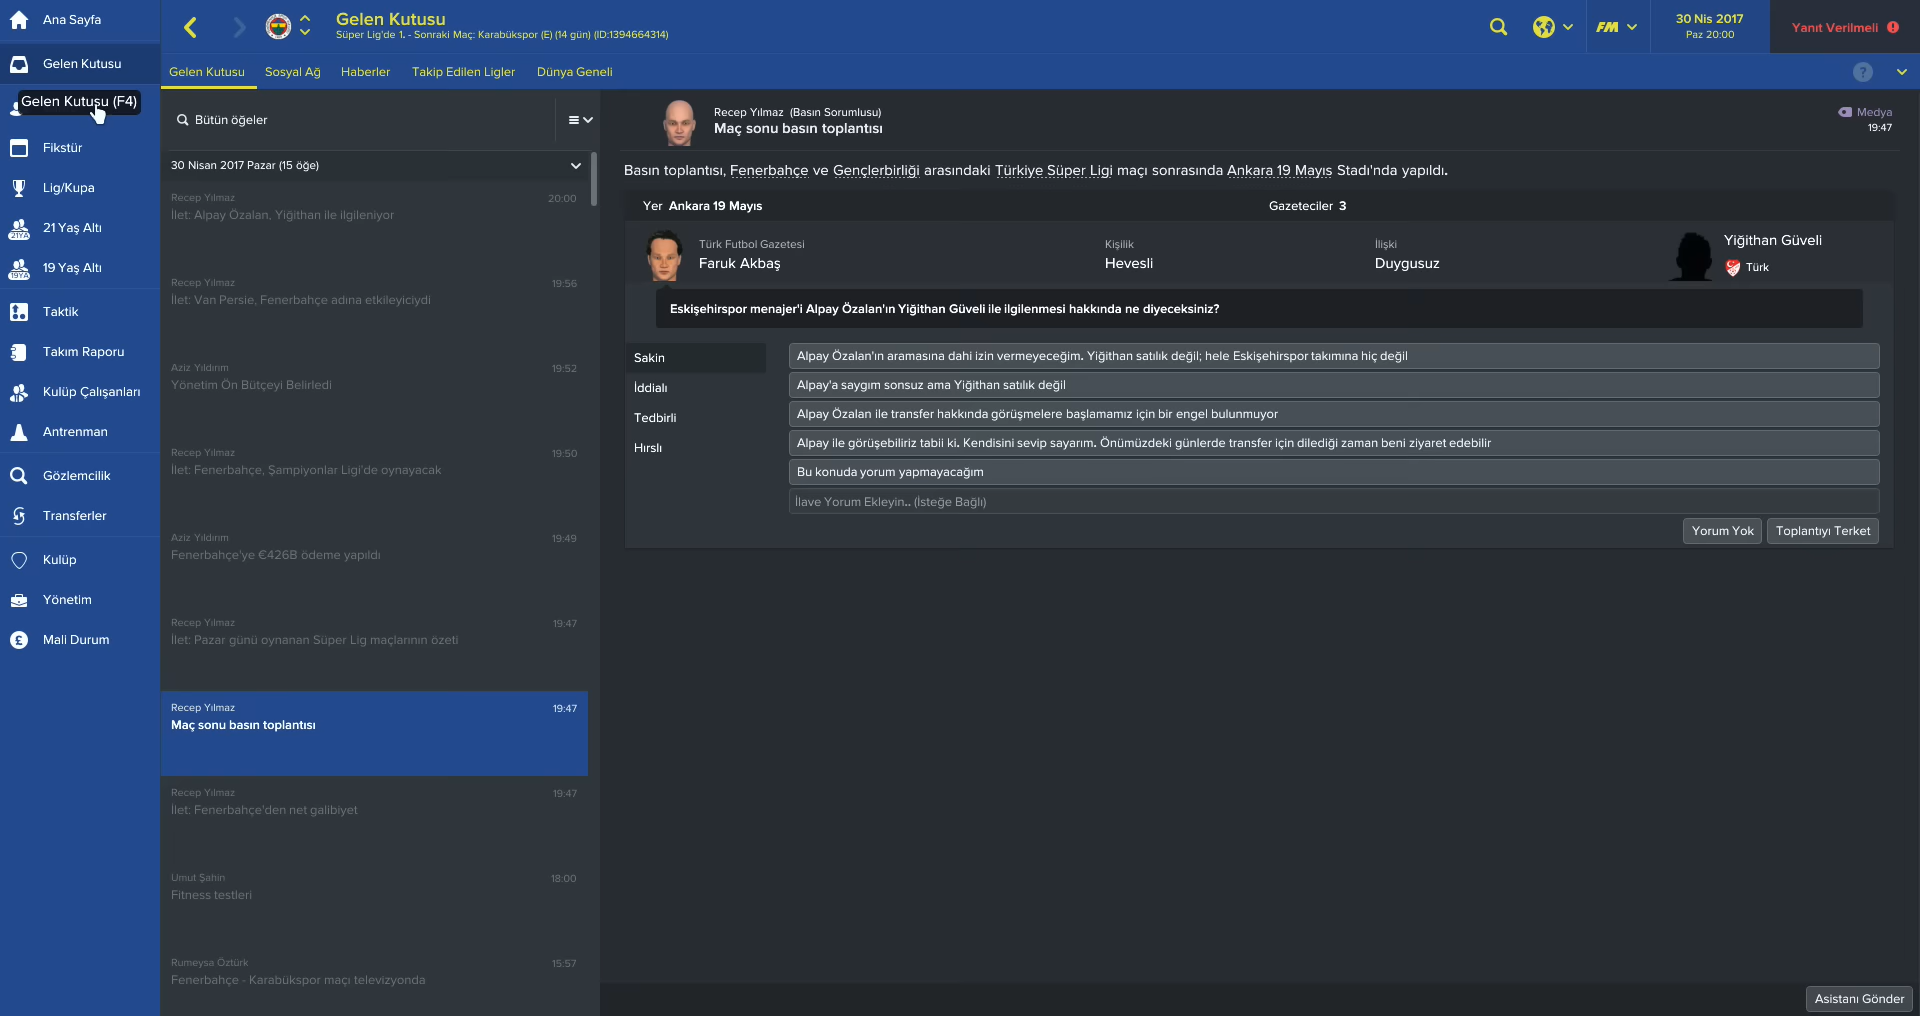 Ana Sayfa
Gelen Kutusu
Gelen Kutusu (F4)
Fikstür
Lig/Kupa
21 Yaş Altı
19 Yaş Altı
Taktik
Takım Raporu
Kulüp Çalışanları
Antrenman
Gözlemcilik
Transferler
Kulüp
Yönetim
Mali Durum
Gelen Kutusu
Süper Lig'de 1. - Sonraki Maç: Karabükspor (E) (14 gün) (ID:1394664314)
FM
30 Nis 2017
Paz 20:00
Yanıt Verilmeli
Gelen Kutusu Sosyal Ağ Haberler Takip Edilen Ligler Dünya Geneli
?
Bütün öğeler
30 Nisan 2017 Pazar (15 öğe)
Recep Yılmaz 20:00
İlet: Alpay Özalan, Yiğithan ile ilgileniyor
Recep Yılmaz 19:56
İlet: Van Persie, Fenerbahçe adına etkileyiciydi
Aziz Yıldırım 19:52
Yönetim Ön Bütçeyi Belirledi
Recep Yılmaz 19:50
İlet: Fenerbahçe, Şampiyonlar Ligi'de oynayacak
Aziz Yıldırım 19:49
Fenerbahçe'ye €426B ödeme yapıldı
Recep Yılmaz 19:47
İlet: Pazar günü oynanan Süper Lig maçlarının özeti
Recep Yılmaz 19:47
Maç sonu basın toplantısı
Recep Yılmaz 19:47
İlet: Fenerbahçe'den net galibiyet
Umut Şahin 18:00
Fitness testleri
Rumeysa Öztürk 15:57
Fenerbahçe - Karabükspor maçı televizyonda
Recep Yılmaz (Basın Sorumlusu)
Maç sonu basın toplantısı
Medya
19:47
Basın toplantısı, Fenerbahçe ve Gençlerbirliği arasındaki Türkiye Süper Ligi maçı sonrasında Ankara 19 Mayıs Stadı'nda yapıldı.
Yer Ankara 19 Mayıs Gazeteciler 3
Türk Futbol Gazetesi
Faruk Akbaş
Kişilik
Hevesli
İlişki
Duygusuz
Yiğithan Güveli
Türk
Eskişehirspor menajer'i Alpay Özalan'ın Yiğithan Güveli ile ilgilenmesi hakkında ne diyeceksiniz?
Sakin
İddialı
Tedbirli
Hırslı
Alpay Özalan'ın aramasına dahi izin vermeyeceğim. Yiğithan satılık değil; hele Eskişehirspor takımına hiç değil
Alpay'a saygım sonsuz ama Yiğithan satılık değil
Alpay Özalan ile transfer hakkında görüşmelere başlamamız için bir engel bulunmuyor
Alpay ile görüşebiliriz tabii ki. Kendisini sevip sayarım. Önümüzdeki günlerde transfer için dilediği zaman beni ziyaret edebilir
Bu konuda yorum yapmayacağım
İlave Yorum Ekleyin.. (İsteğe Bağlı)
Yorum Yok Toplantıyı Terket
Asistanı Gönder